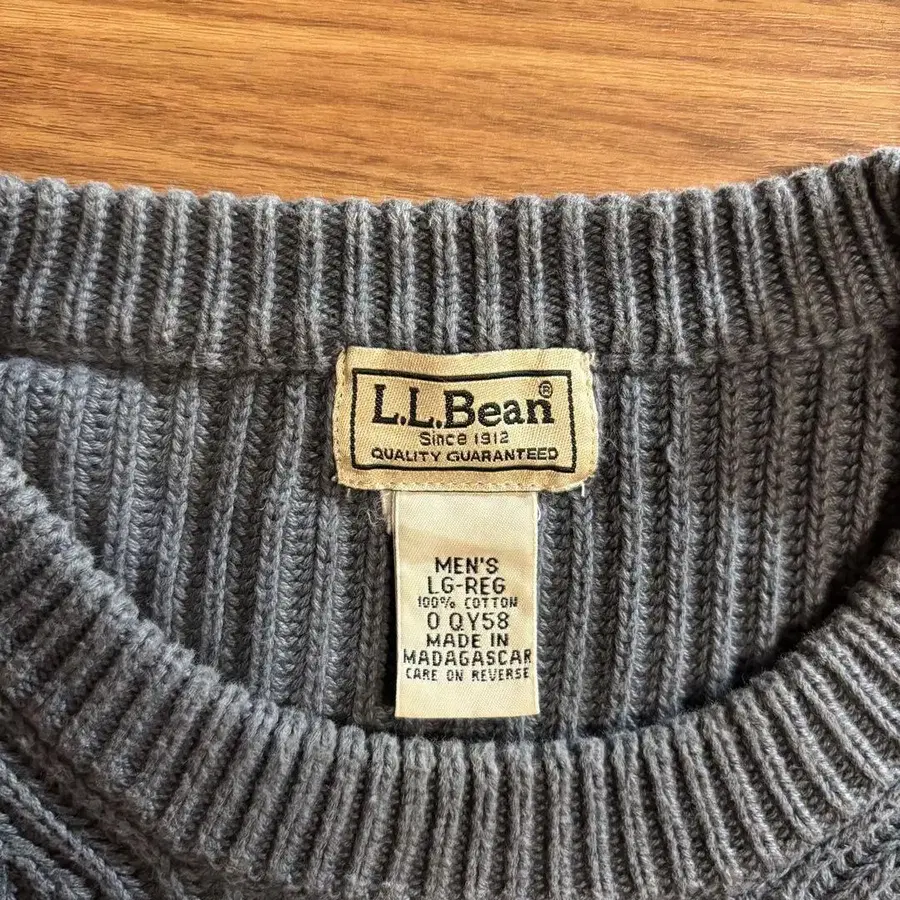 L.L.Bean®
Since 1912
QUALITY GUARANTEED
MEN'S
LG-REG
100% COTTON
0 QY58
MADE IN
MADAGASCAR
CARE ON REVERSE